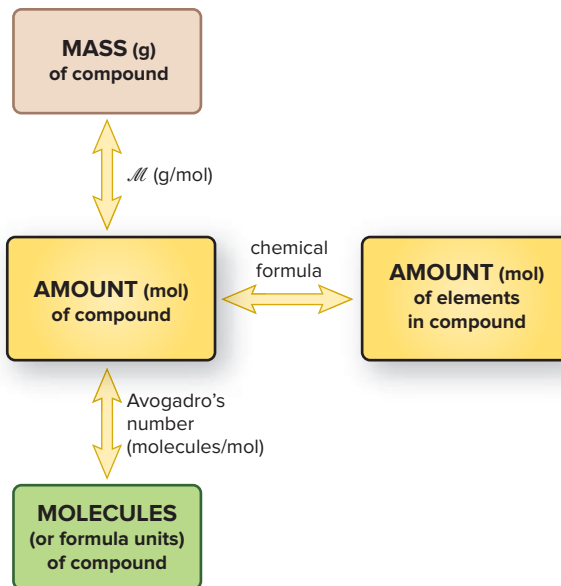 MASS (g)
of compound
ℳ (g/mol)
AMOUNT (mol)
of compound
chemical
formula
AMOUNT (mol)
of elements
in compound
Avogadro’s
number
(molecules/mol)
MOLECULES
(or formula units)
of compound